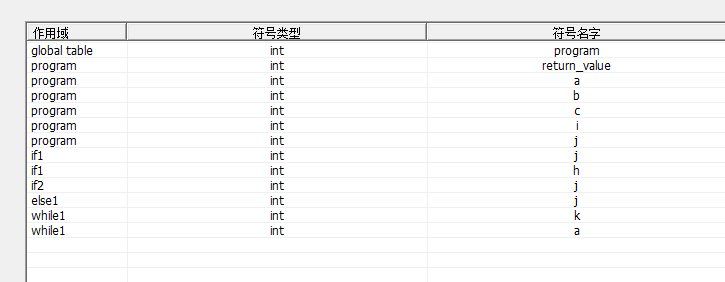 作用域 符号类型 符号名字
global table int program
program int return_value
program int a
program int b
program int c
program int i
program int j
if1 int j
if1 int h
if2 int j
else1 int j
while1 int k
while1 int a